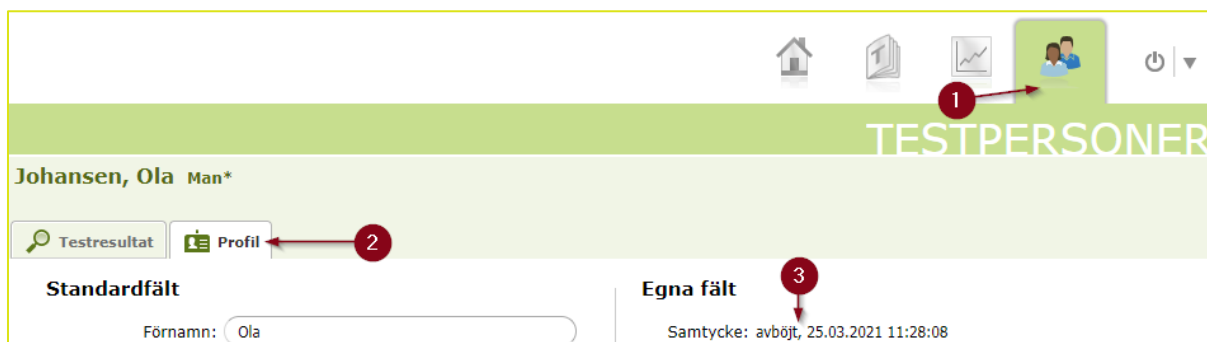 T
1
TESTPERSONER
Johansen, Ola Man*
Testresultat Profil 2
Standardfält Egna fält 3
Förnamn: Ola Samtycke: avböjt, 25.03.2021 11:28:08